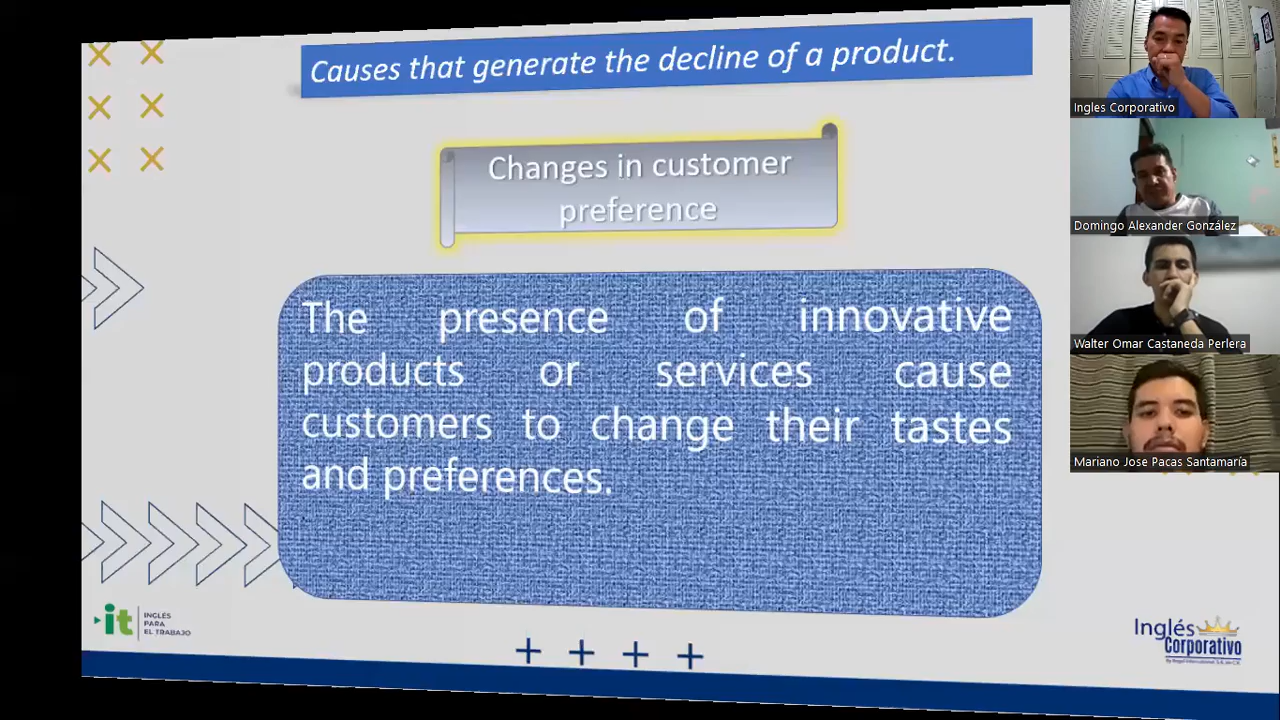 Causes that generate the decline of a product.
Changes in customer
preference
The presence of innovative
products or services cause
customers to change their tastes
and preferences.
it
INGLÉS
PARA
EL TRABAJO
Inglés
Corporativo
Ingles Corporativo
Domingo Alexander González
Walter Omar Castaneda Perlera
Mariano Jose Pacas Santamaría